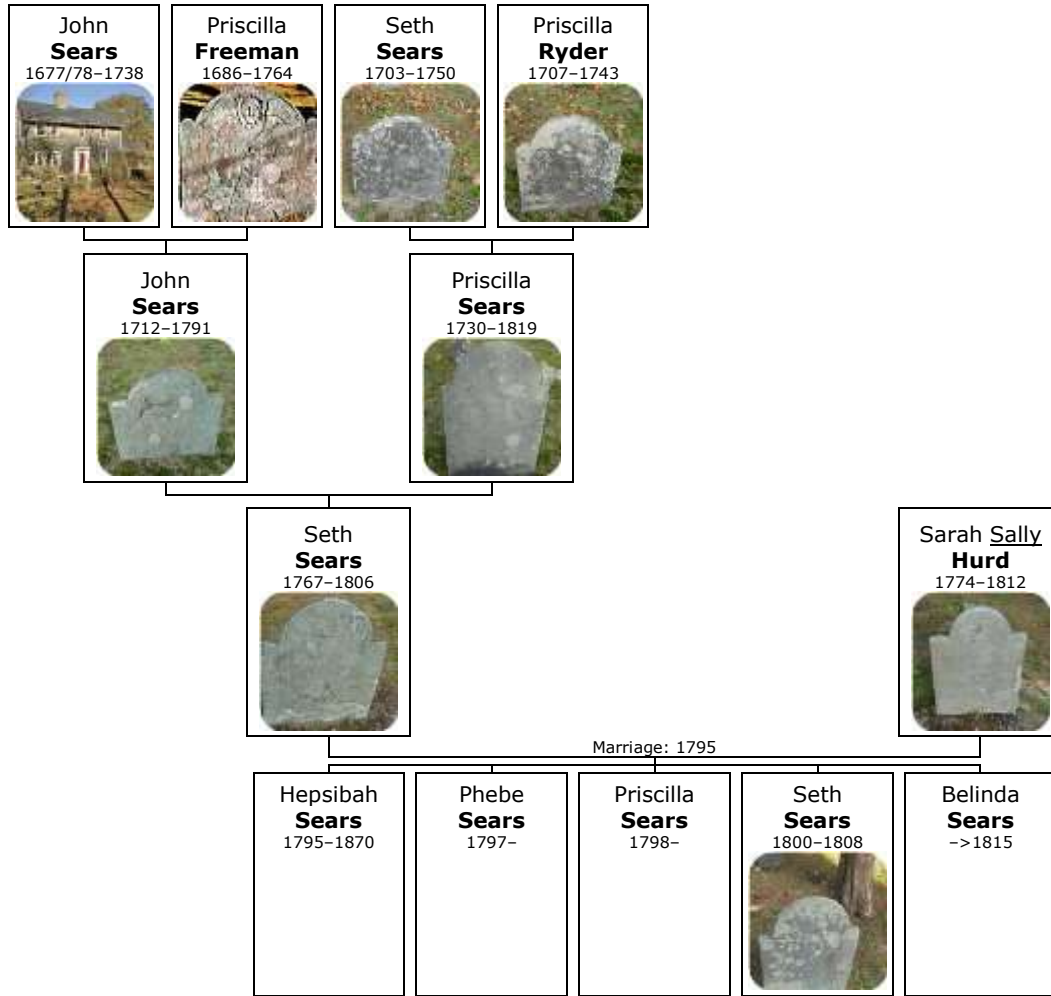 John
Sears
1677/78–1738
Priscilla
Freeman
1686–1764
Seth
Sears
1703–1750
Priscilla
Ryder
1707–1743
John
Sears
1712–1791
Priscilla
Sears
1730–1819
Seth
Sears
1767–1806
Sarah Sally
Hurd
1774–1812
Marriage: 1795
Hepsibah
Sears
1795–1870
Phebe
Sears
1797–
Priscilla
Sears
1798–
Seth
Sears
1800–1808
Belinda
Sears
–>1815